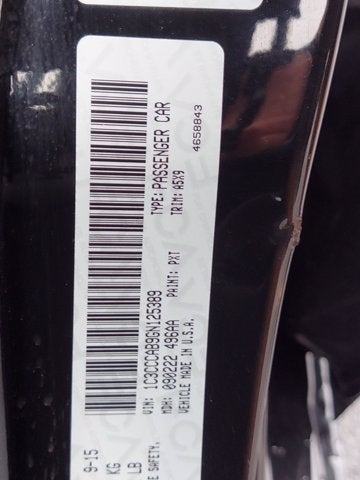 9-15
KG
LB
E SAFETY,
VIN: 1C3CCCAB9GN125389
TYPE: PASSENGER CAR
MDH: 090222 496AA
PAINT: PXT
TRIM: A5X9
VEHICLE MADE IN U.S.A.
4658843